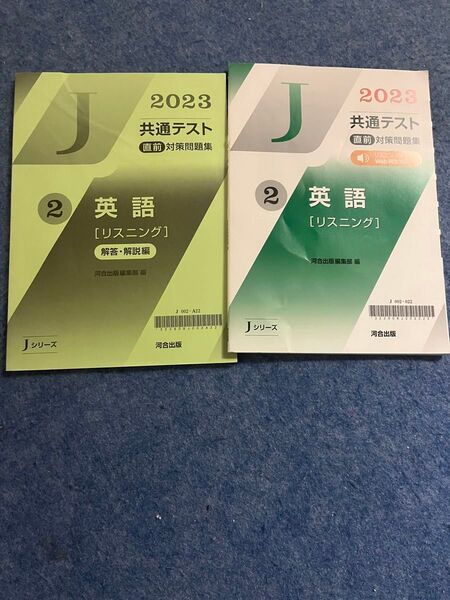 J
2023
共通テスト
直前 対策問題集
2
英語
[リスニング]
解答・解説編
河合出版編集部 編
J 002-A22
Jシリーズ
河合出版
J
2023
共通テスト
直前 対策問題集
2
英語
[リスニング]
河合出版編集部 編
J 002-022
Jシリーズ
河合出版